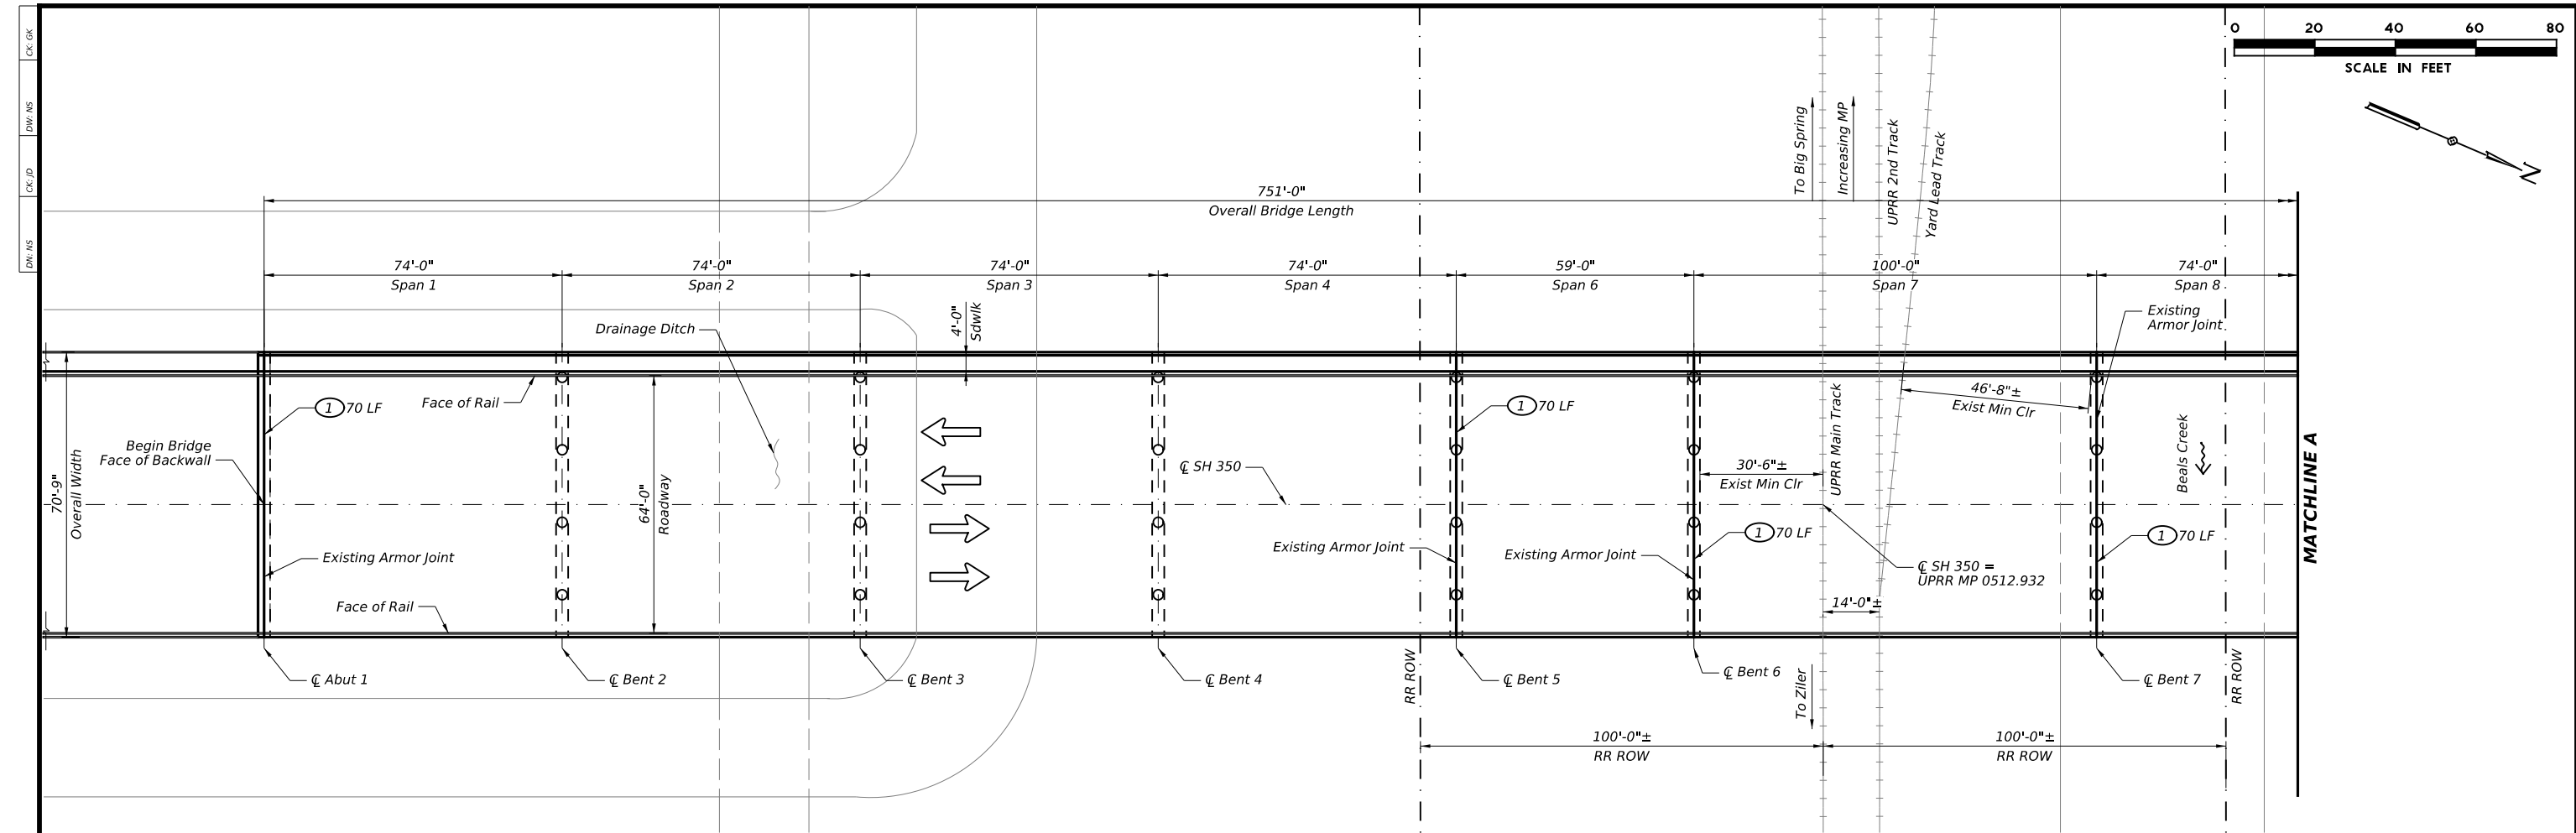 CK: GK
DW: NS
CK: JD
DN: NS
0 20 40 60 80
SCALE IN FEET
N
To Big Spring
Increasing MP
UPRR 2nd Track
Yard Lead Track
751'-0"
Overall Bridge Length
74'-0"
Span 1
74'-0"
Span 2
74'-0"
Span 3
74'-0"
Span 4
59'-0"
Span 6
100'-0"
Span 7
74'-0"
Span 8
4'-0"
Sdwlk
Drainage Ditch
Existing
Armor Joint
1 70 LF
Face of Rail
1 70 LF
46'-8"±
Exist Min Clr
Begin Bridge
Face of Backwall
70'-9"
Overall Width
64'-0"
Roadway
℄ SH 350
30'-6"±
Exist Min Clr
UPRR Main Track
Beals Creek
MATCHLINE A
Existing Armor Joint
Existing Armor Joint
Existing Armor Joint
1 70 LF
1 70 LF
℄ SH 350 =
UPRR MP 0512.932
Face of Rail
14'-0"±
℄ Abut 1
℄ Bent 2
℄ Bent 3
℄ Bent 4
RR ROW
℄ Bent 5
℄ Bent 6
To Ziler
℄ Bent 7
RR ROW
100'-0"±
RR ROW
100'-0"±
RR ROW